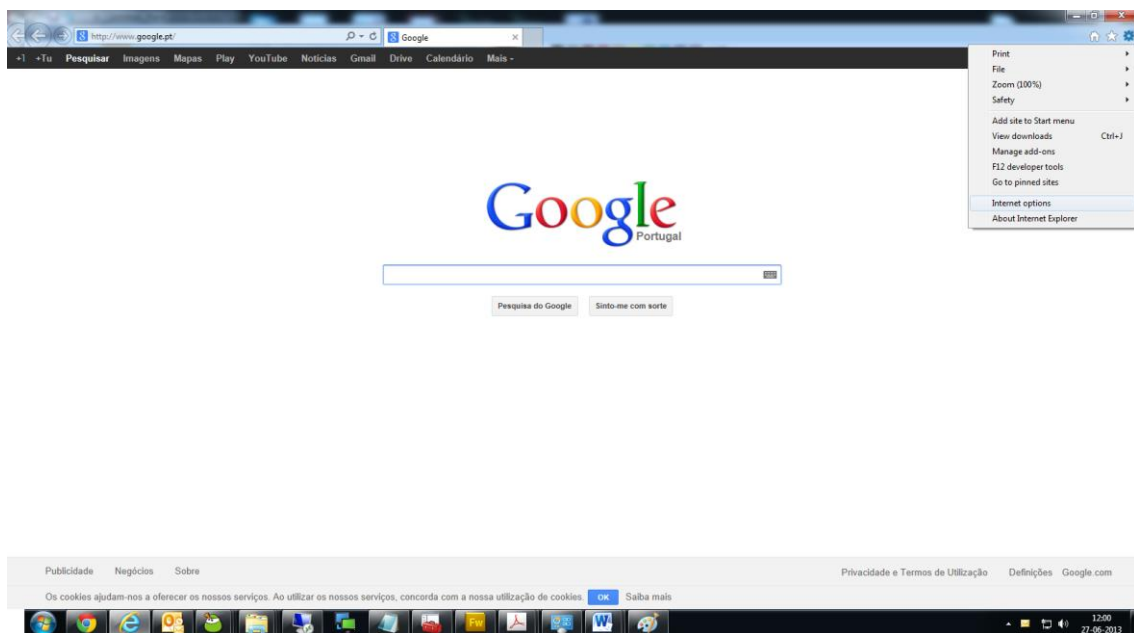 http://www.google.pt/
Google
+1 +Tu Pesquisar Imagens Mapas Play YouTube Notícias Gmail Drive Calendário Mais
Print
File
Zoom (100%)
Safety
Add site to Start menu
View downloads Ctrl+J
Manage add-ons
F12 developer tools
Go to pinned sites
Internet options
About Internet Explorer
Google
Portugal
Pesquisa do Google Sinto-me com sorte
Publicidade Negócios Sobre Privacidade e Termos de Utilização Definições Google.com
Os cookies ajudam-nos a oferecer os nossos serviços. Ao utilizar os nossos serviços, concorda com a nossa utilização de cookies. OK Saiba mais
Fw W
12:00
27-06-2013